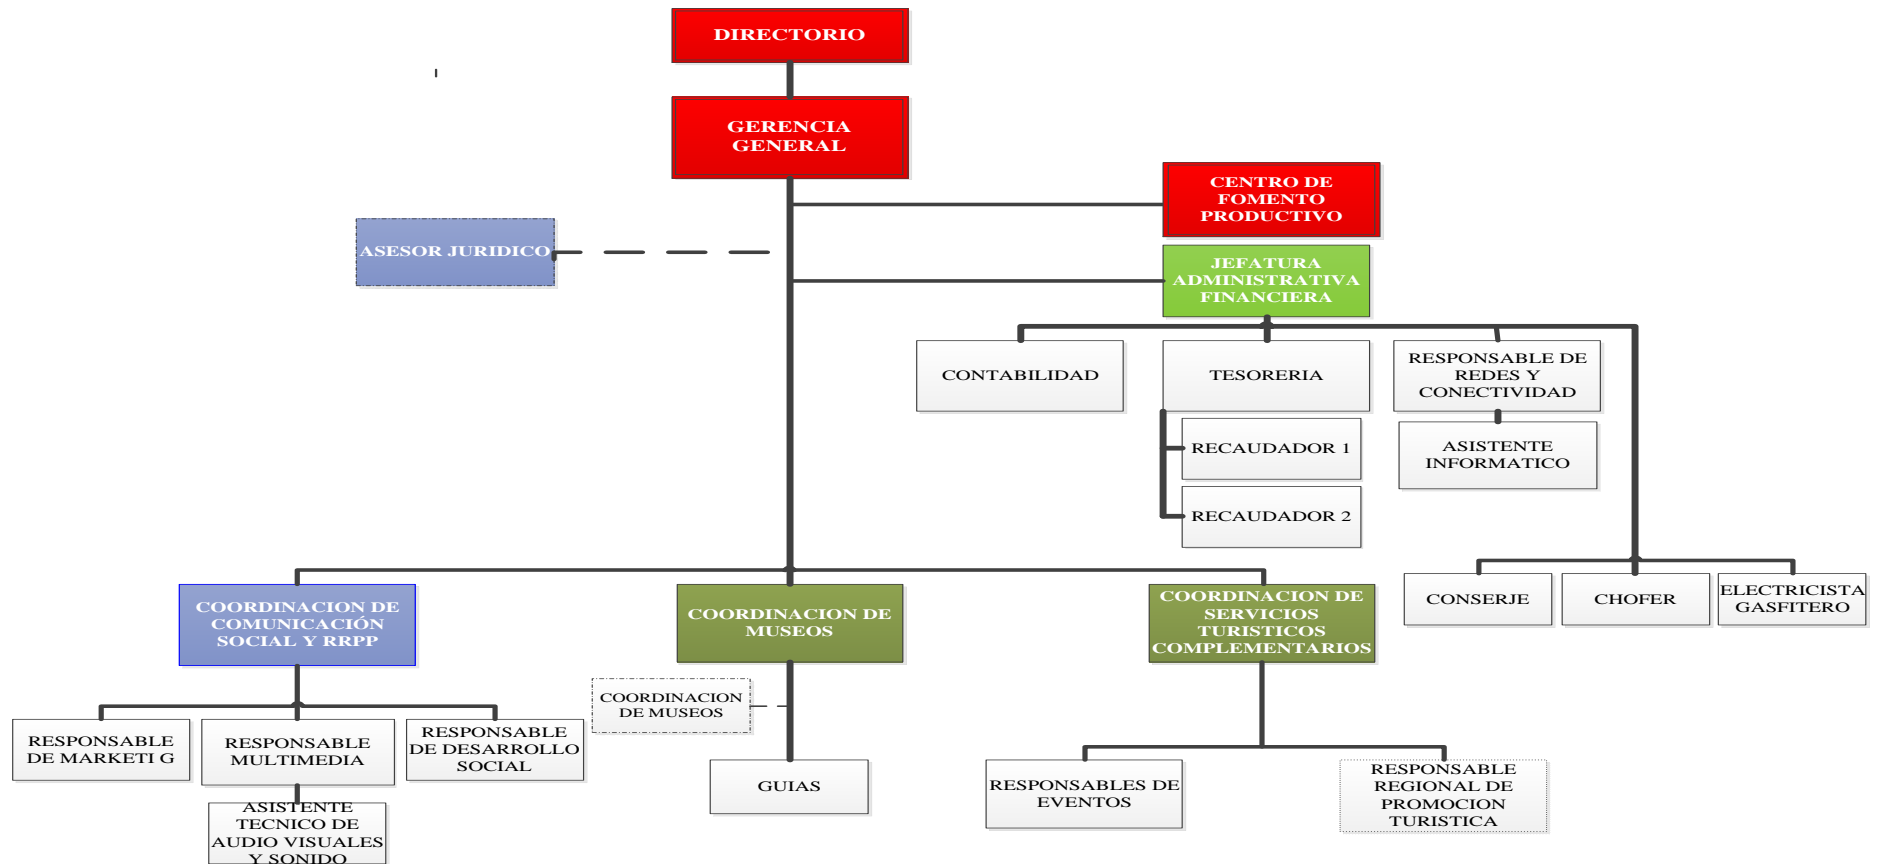 DIRECTORIO
GERENCIA
GENERAL
CENTRO DE
FOMENTO
PRODUCTIVO
ASESOR JURIDICO
JEFATURA
ADMINISTRATIVA
FINANCIERA
CONTABILIDAD
TESORERIA
RESPONSABLE DE
REDES Y
CONECTIVIDAD
RECAUDADOR 1
ASISTENTE
INFORMATICO
RECAUDADOR 2
CONSERJE
CHOFER
ELECTRICISTA
GASFITERO
COORDINACION DE
COMUNICACIÓN
SOCIAL Y RRPP
COORDINACION DE
MUSEOS
COORDINACION DE
SERVICIOS
TURISTICOS
COMPLEMENTARIOS
COORDINACION
DE MUSEOS
RESPONSABLE
DE MARKETI G
RESPONSABLE
MULTIMEDIA
RESPONSABLE
DE DESARROLLO
SOCIAL
GUIAS
RESPONSABLES DE
EVENTOS
RESPONSABLE
REGIONAL DE
PROMOCION
TURISTICA
ASISTENTE
TECNICO DE
AUDIO VISUALES
Y SONIDO